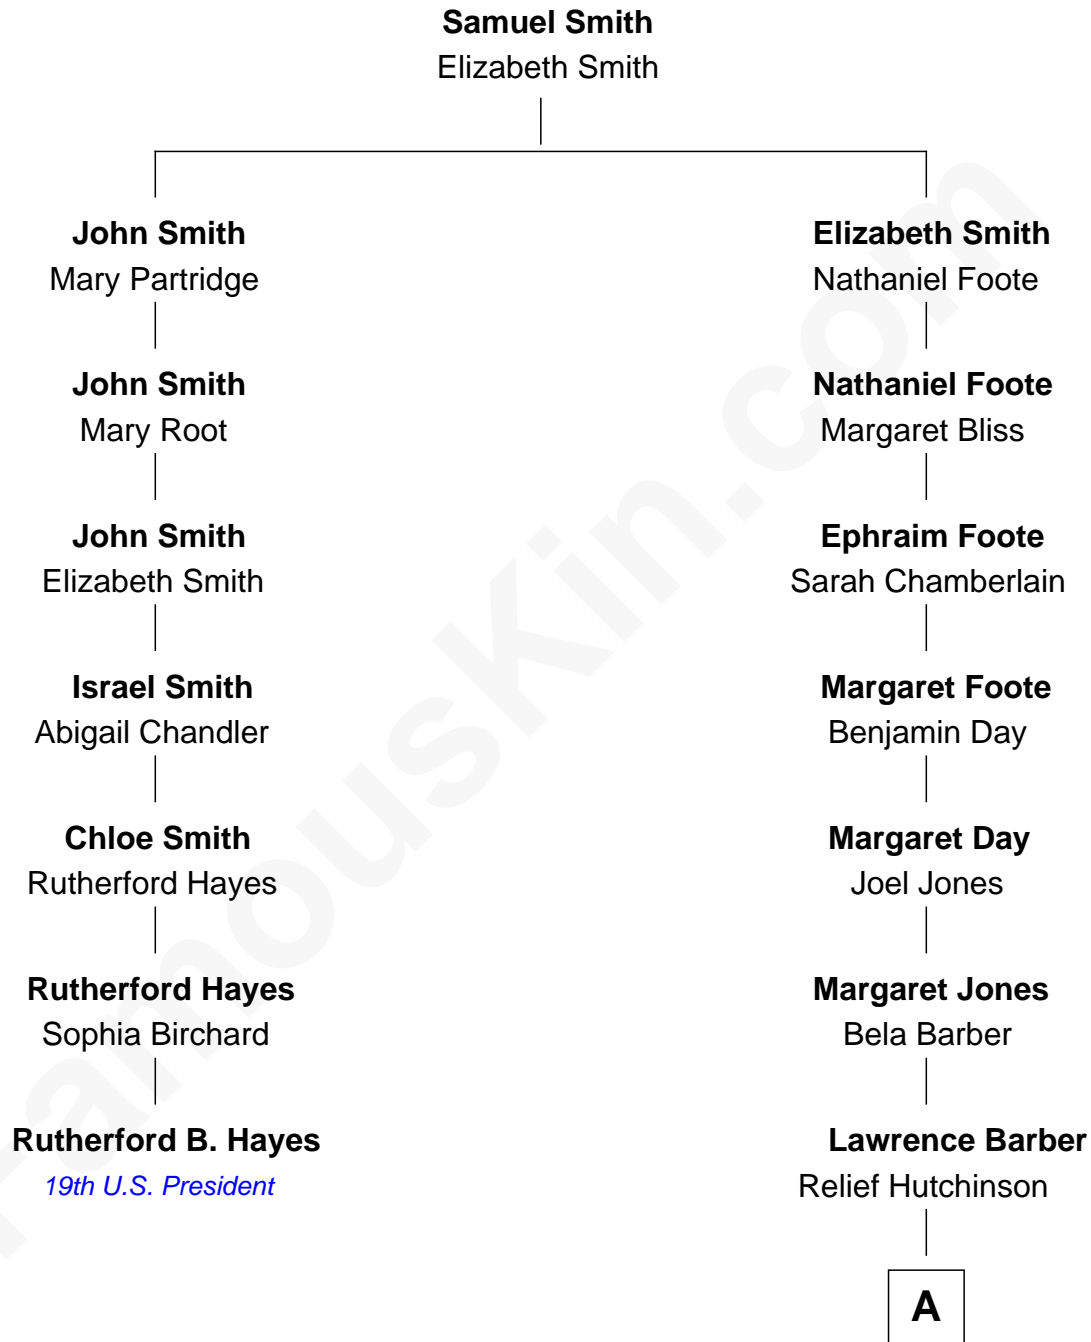 Samuel Smith
Elizabeth Smith
John Smith
Mary Partridge
Elizabeth Smith
Nathaniel Foote
John Smith
Mary Root
Nathaniel Foote
Margaret Bliss
John Smith
Elizabeth Smith
Ephraim Foote
Sarah Chamberlain
Israel Smith
Abigail Chandler
Margaret Foote
Benjamin Day
Chloe Smith
Rutherford Hayes
Margaret Day
Joel Jones
Rutherford Hayes
Sophia Birchard
Margaret Jones
Bela Barber
Rutherford B. Hayes
19th U.S. President
Lawrence Barber
Relief Hutchinson
A
FamousKin.com